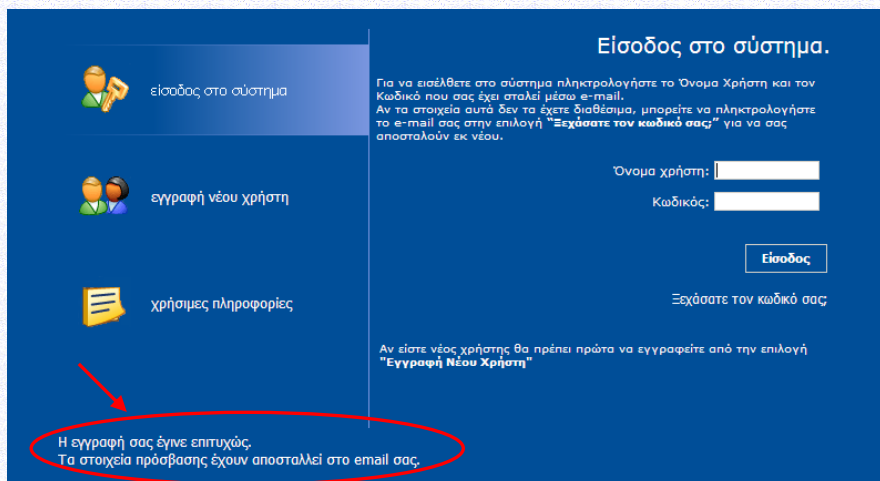 είσοδος στο σύστημα
εγγραφή νέου χρήστη
χρήσιμες πληροφορίες
Η εγγραφή σας έγινε επιτυχώς.
Τα στοιχεία πρόσβασης έχουν αποσταλλεί στο email σας.
Είσοδος στο σύστημα.
Για να εισέλθετε στο σύστημα πληκτρολογήστε το Όνομα Χρήστη και τον
Κωδικό που σας έχει σταλεί μέσω e-mail.
Αν τα στοιχεία αυτά δεν τα έχετε διαθέσιμα, μπορείτε να πληκτρολογήστε
το e-mail σας στην επιλογή "Ξεχάσατε τον κωδικό σας;" για να σας
αποσταλούν εκ νέου.
Όνομα χρήστη:
Κωδικός:
Είσοδος
Ξεχάσατε τον κωδικό σας;
Αν είστε νέος χρήστης θα πρέπει πρώτα να εγγραφείτε από την επιλογή
"Εγγραφή Νέου Χρήστη"